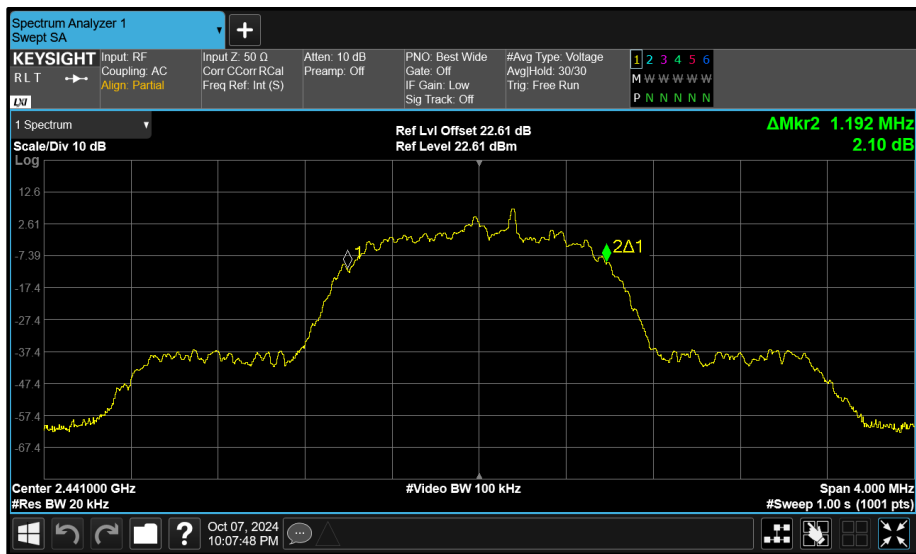 Spectrum Analyzer 1
Swept SA
+
KEYSIGHT Input: RF Input Z: 50 Ω Atten: 10 dB PNO: Best Wide #Avg Type: Voltage 1 2 3 4 5 6
R L T Coupling: AC Corr CCorr RCal Preamp: Off Gate: Off Avg|Hold: 30/30 M W W W W W
Align: Partial Freq Ref: Int (S) IF Gain: Low Trig: Free Run
LXI Sig Track: Off P N N N N N
1 Spectrum Ref Lvl Offset 22.61 dB ΔMkr2 1.192 MHz
Scale/Div 10 dB Ref Level 22.61 dBm 2.10 dB
Log
12.6
2.61
-7.39
1
2Δ1
-17.4
-27.4
-37.4
-47.4
-57.4
-67.4
Center 2.441000 GHz #Video BW 100 kHz Span 4.000 MHz
#Res BW 20 kHz #Sweep 1.00 s (1001 pts)
? Oct 07, 2024
10:07:48 PM